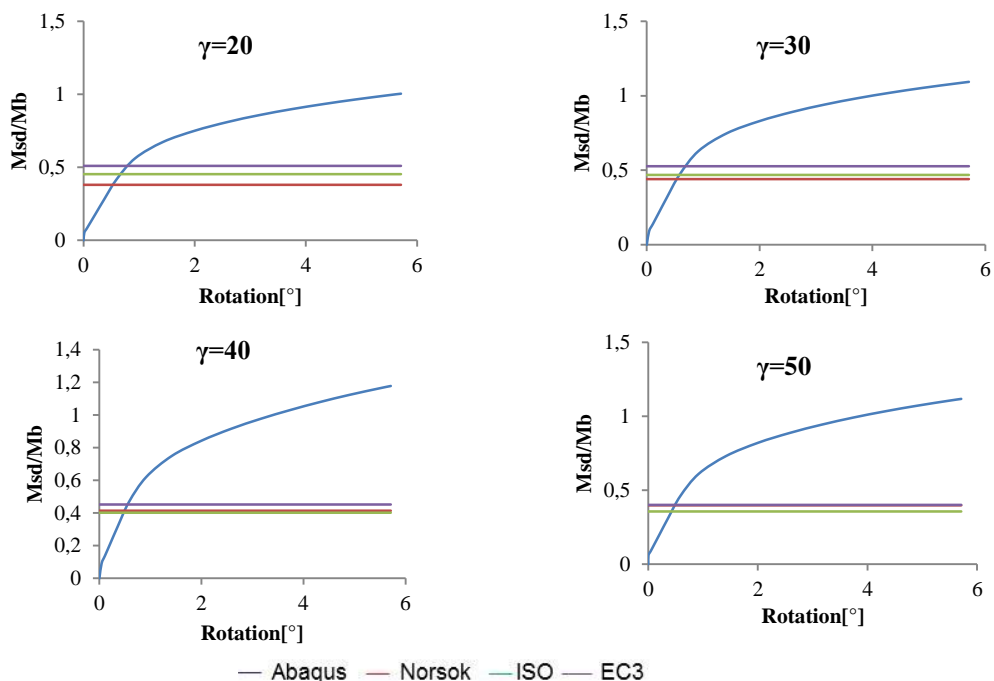 γ=20
Msd/Mb
1,5
1
0,5
0
0 2 4 6
Rotation[°]
γ=30
Msd/Mb
1,5
1
0,5
0
0 2 4 6
Rotation[°]
γ=40
Msd/Mb
1,4
1,2
1
0,8
0,6
0,4
0,2
0
0 2 4 6
Rotation[°]
γ=50
Msd/Mb
1,5
1
0,5
0
0 2 4 6
Rotation[°]
Abaqus Norsok ISO EC3